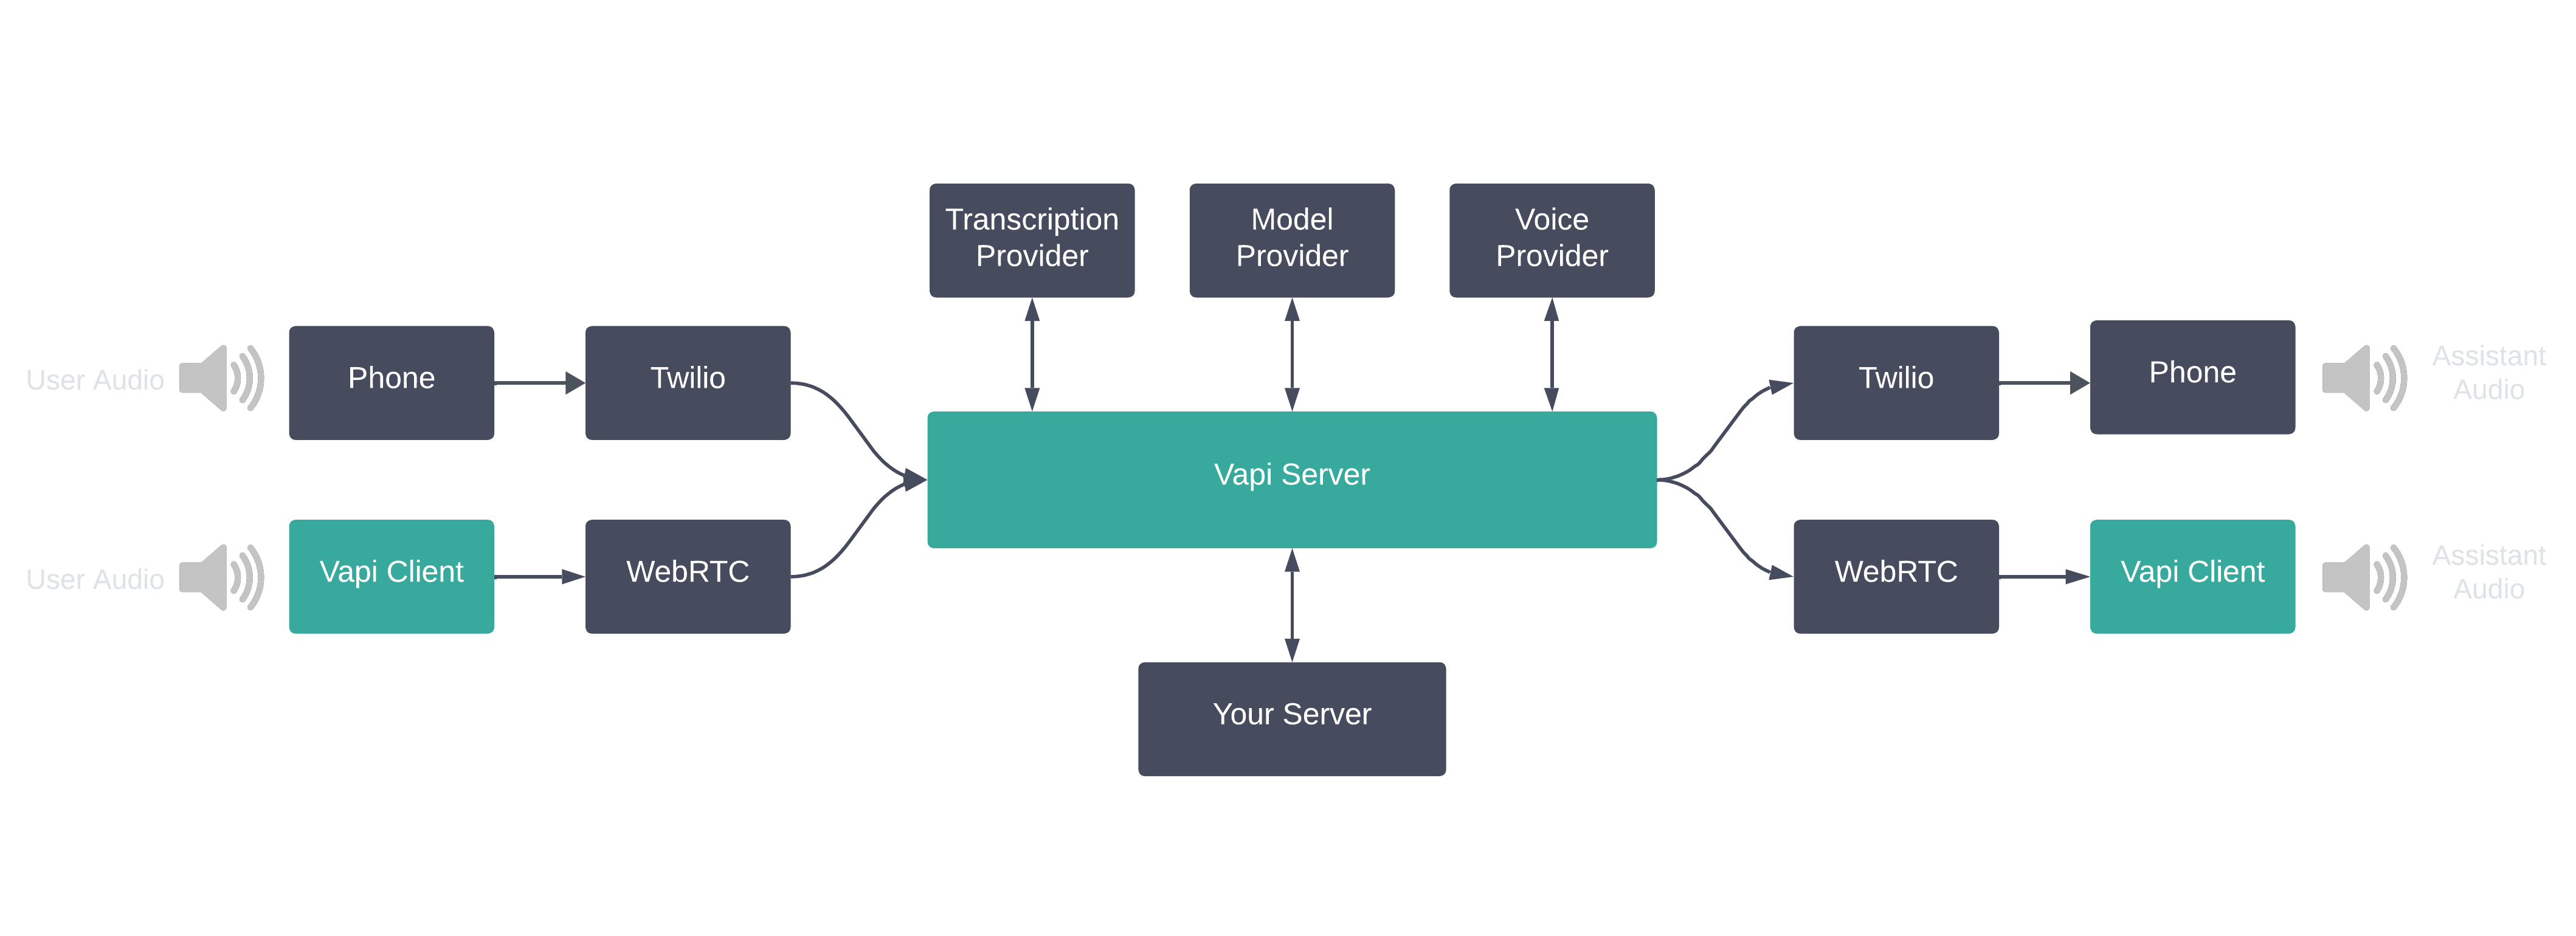 Transcription
Provider
Model
Provider
Voice
Provider
User Audio
Phone
Twilio
Twilio
Phone
Assistant
Audio
Vapi Server
User Audio
Vapi Client
WebRTC
WebRTC
Vapi Client
Assistant
Audio
Your Server